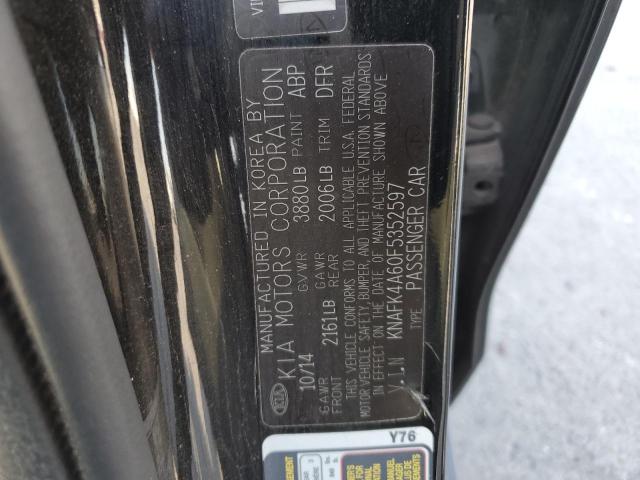 MANUFACTURED IN KOREA BY
KIA MOTORS CORPORATION
10/14 GVWR 3880LB PAINT ABP
GAWR FRONT 2161LB GAWR REAR 2006LB TRIM DFR
THIS VEHICLE CONFORMS TO ALL APPLICABLE U.S.A. FEDERAL
MOTOR VEHICLE SAFETY, BUMPER, AND THEFT PREVENTION STANDARDS
IN EFFECT ON THE DATE OF MANUFACTURE SHOWN ABOVE
V.I.N KNAFK4A60F5352597
TYPE PASSENGER CAR
KIA
Y76
VI